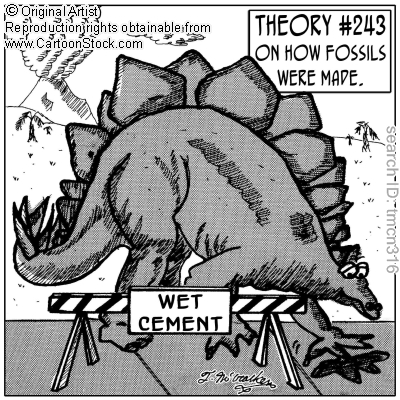 © Original Artist
Reproduction rights obtainable from
www.CartoonStock.com
THEORY #243
ON HOW FOSSILS
WERE MADE.
search ID: tmcn316
WET
CEMENT